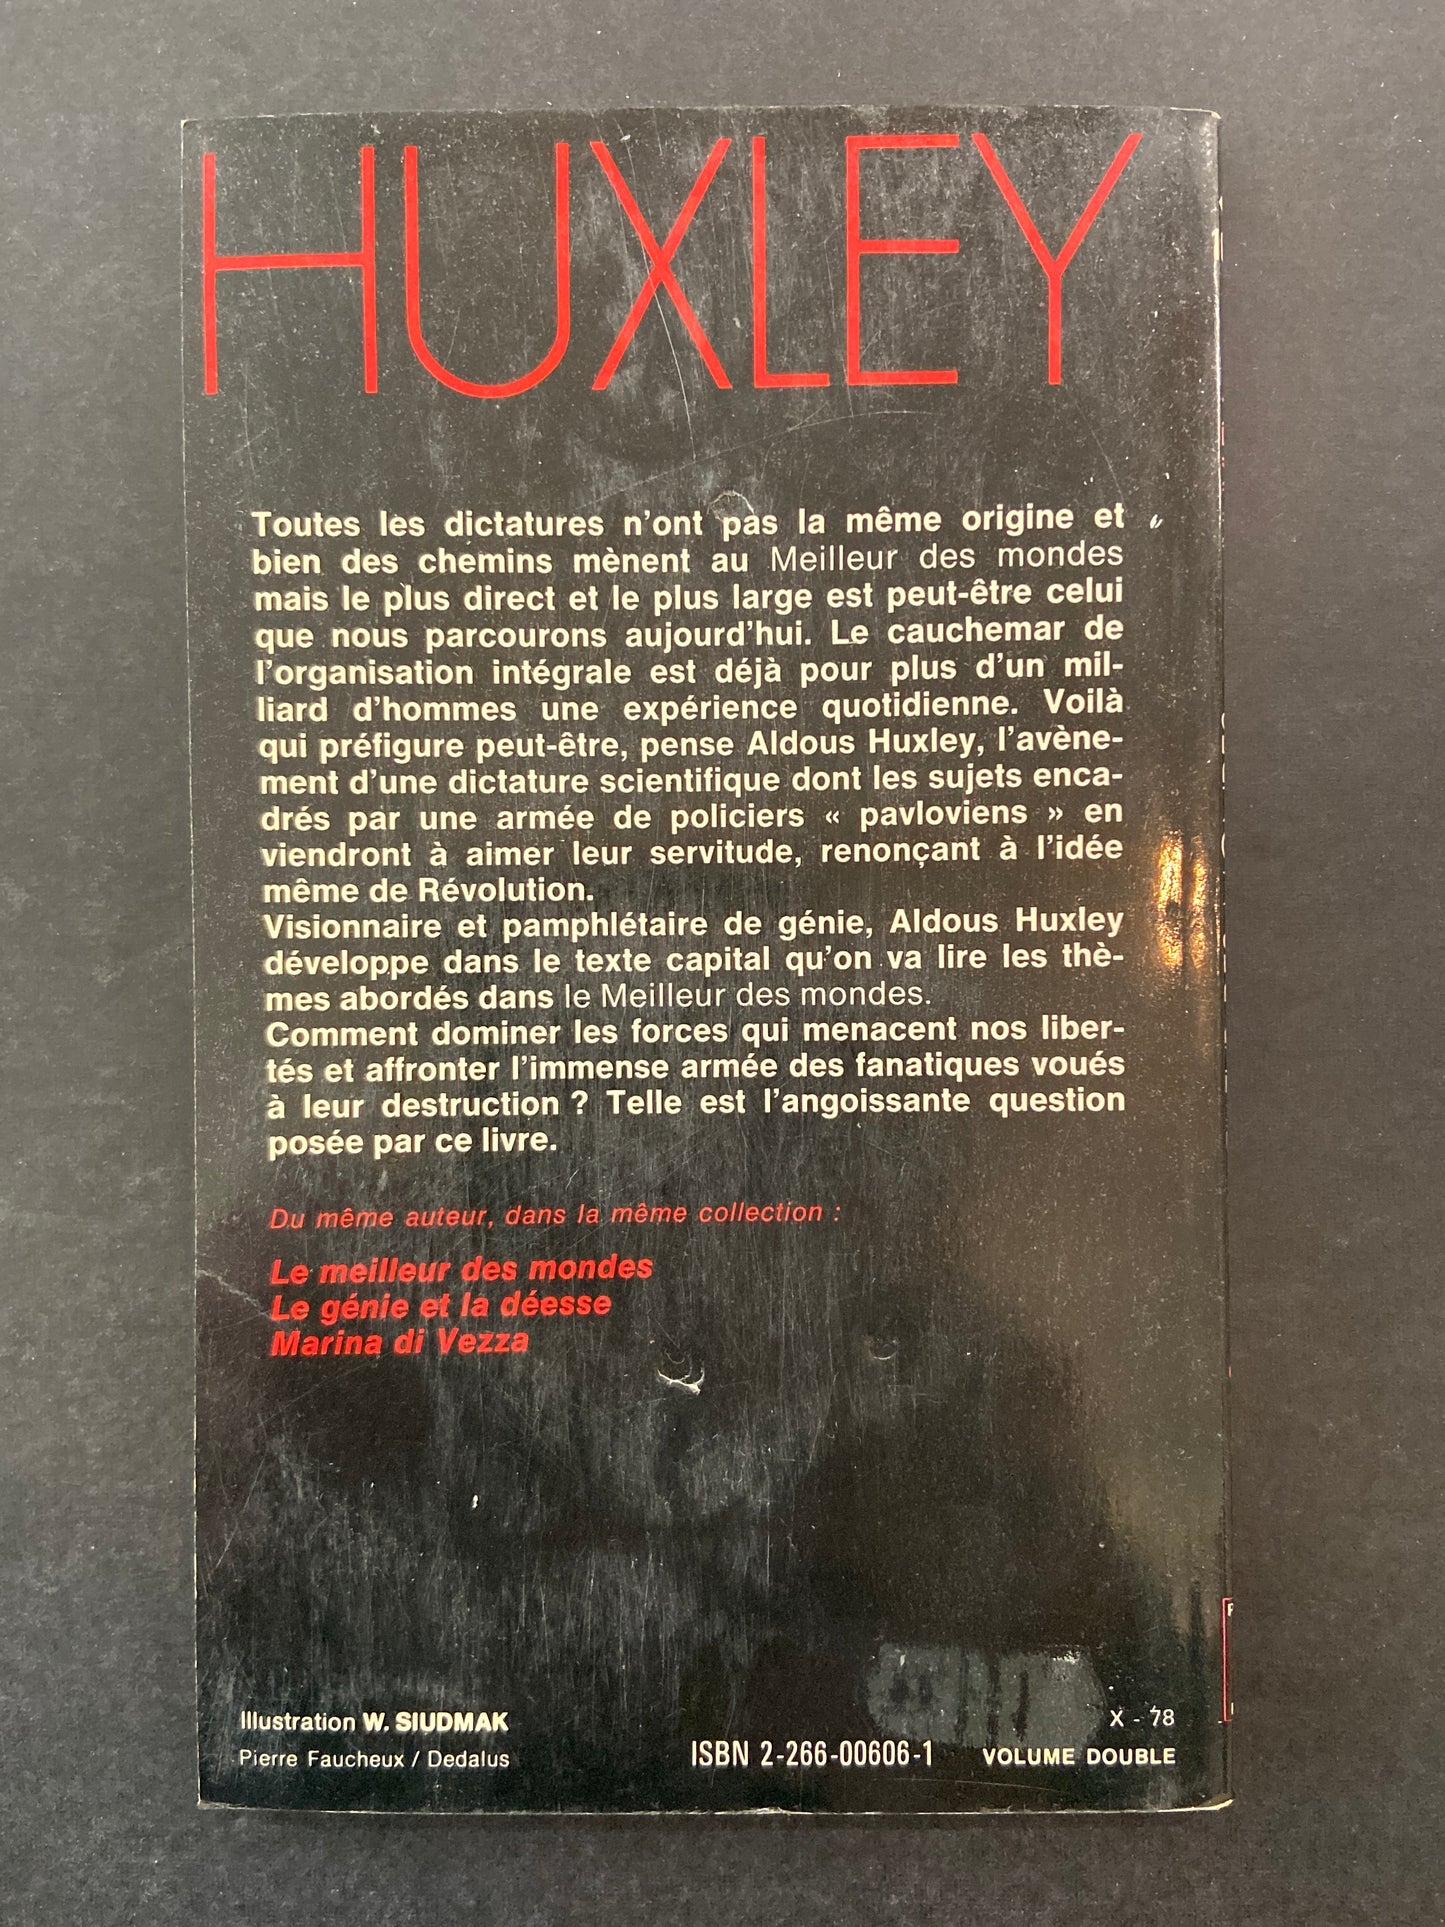 HUXLEY
Toutes les dictatures n'ont pas la même origine et
bien des chemins mènent au Meilleur des mondes
mais le plus direct et le plus large est peut-être celui
que nous parcourons aujourd'hui. Le cauchemar de
l'organisation intégrale est déjà pour plus d'un mil-
liard d'hommes une expérience quotidienne. Voilà
qui préfigure peut-être, pense Aldous Huxley, l'avène-
ment d'une dictature scientifique dont les sujets enca-
drés par une armée de policiers « pavloviens » en
viendront à aimer leur servitude, renonçant à l'idée
même de Révolution.
Visionnaire et pamphlétaire de génie, Aldous Huxley
développe dans le texte capital qu'on va lire les thè-
mes abordés dans le Meilleur des mondes.
Comment dominer les forces qui menacent nos liber-
tés et affronter l'immense armée des fanatiques voués
à leur destruction ? Telle est l'angoissante question
posée par ce livre.
Du même auteur, dans la même collection :
Le meilleur des mondes
Le génie et la déesse
Marina di Vezza
Illustration W. SIUDMAK
Pierre Faucheux / Dedalus
ISBN 2-266-00606-1
X - 78
VOLUME DOUBLE